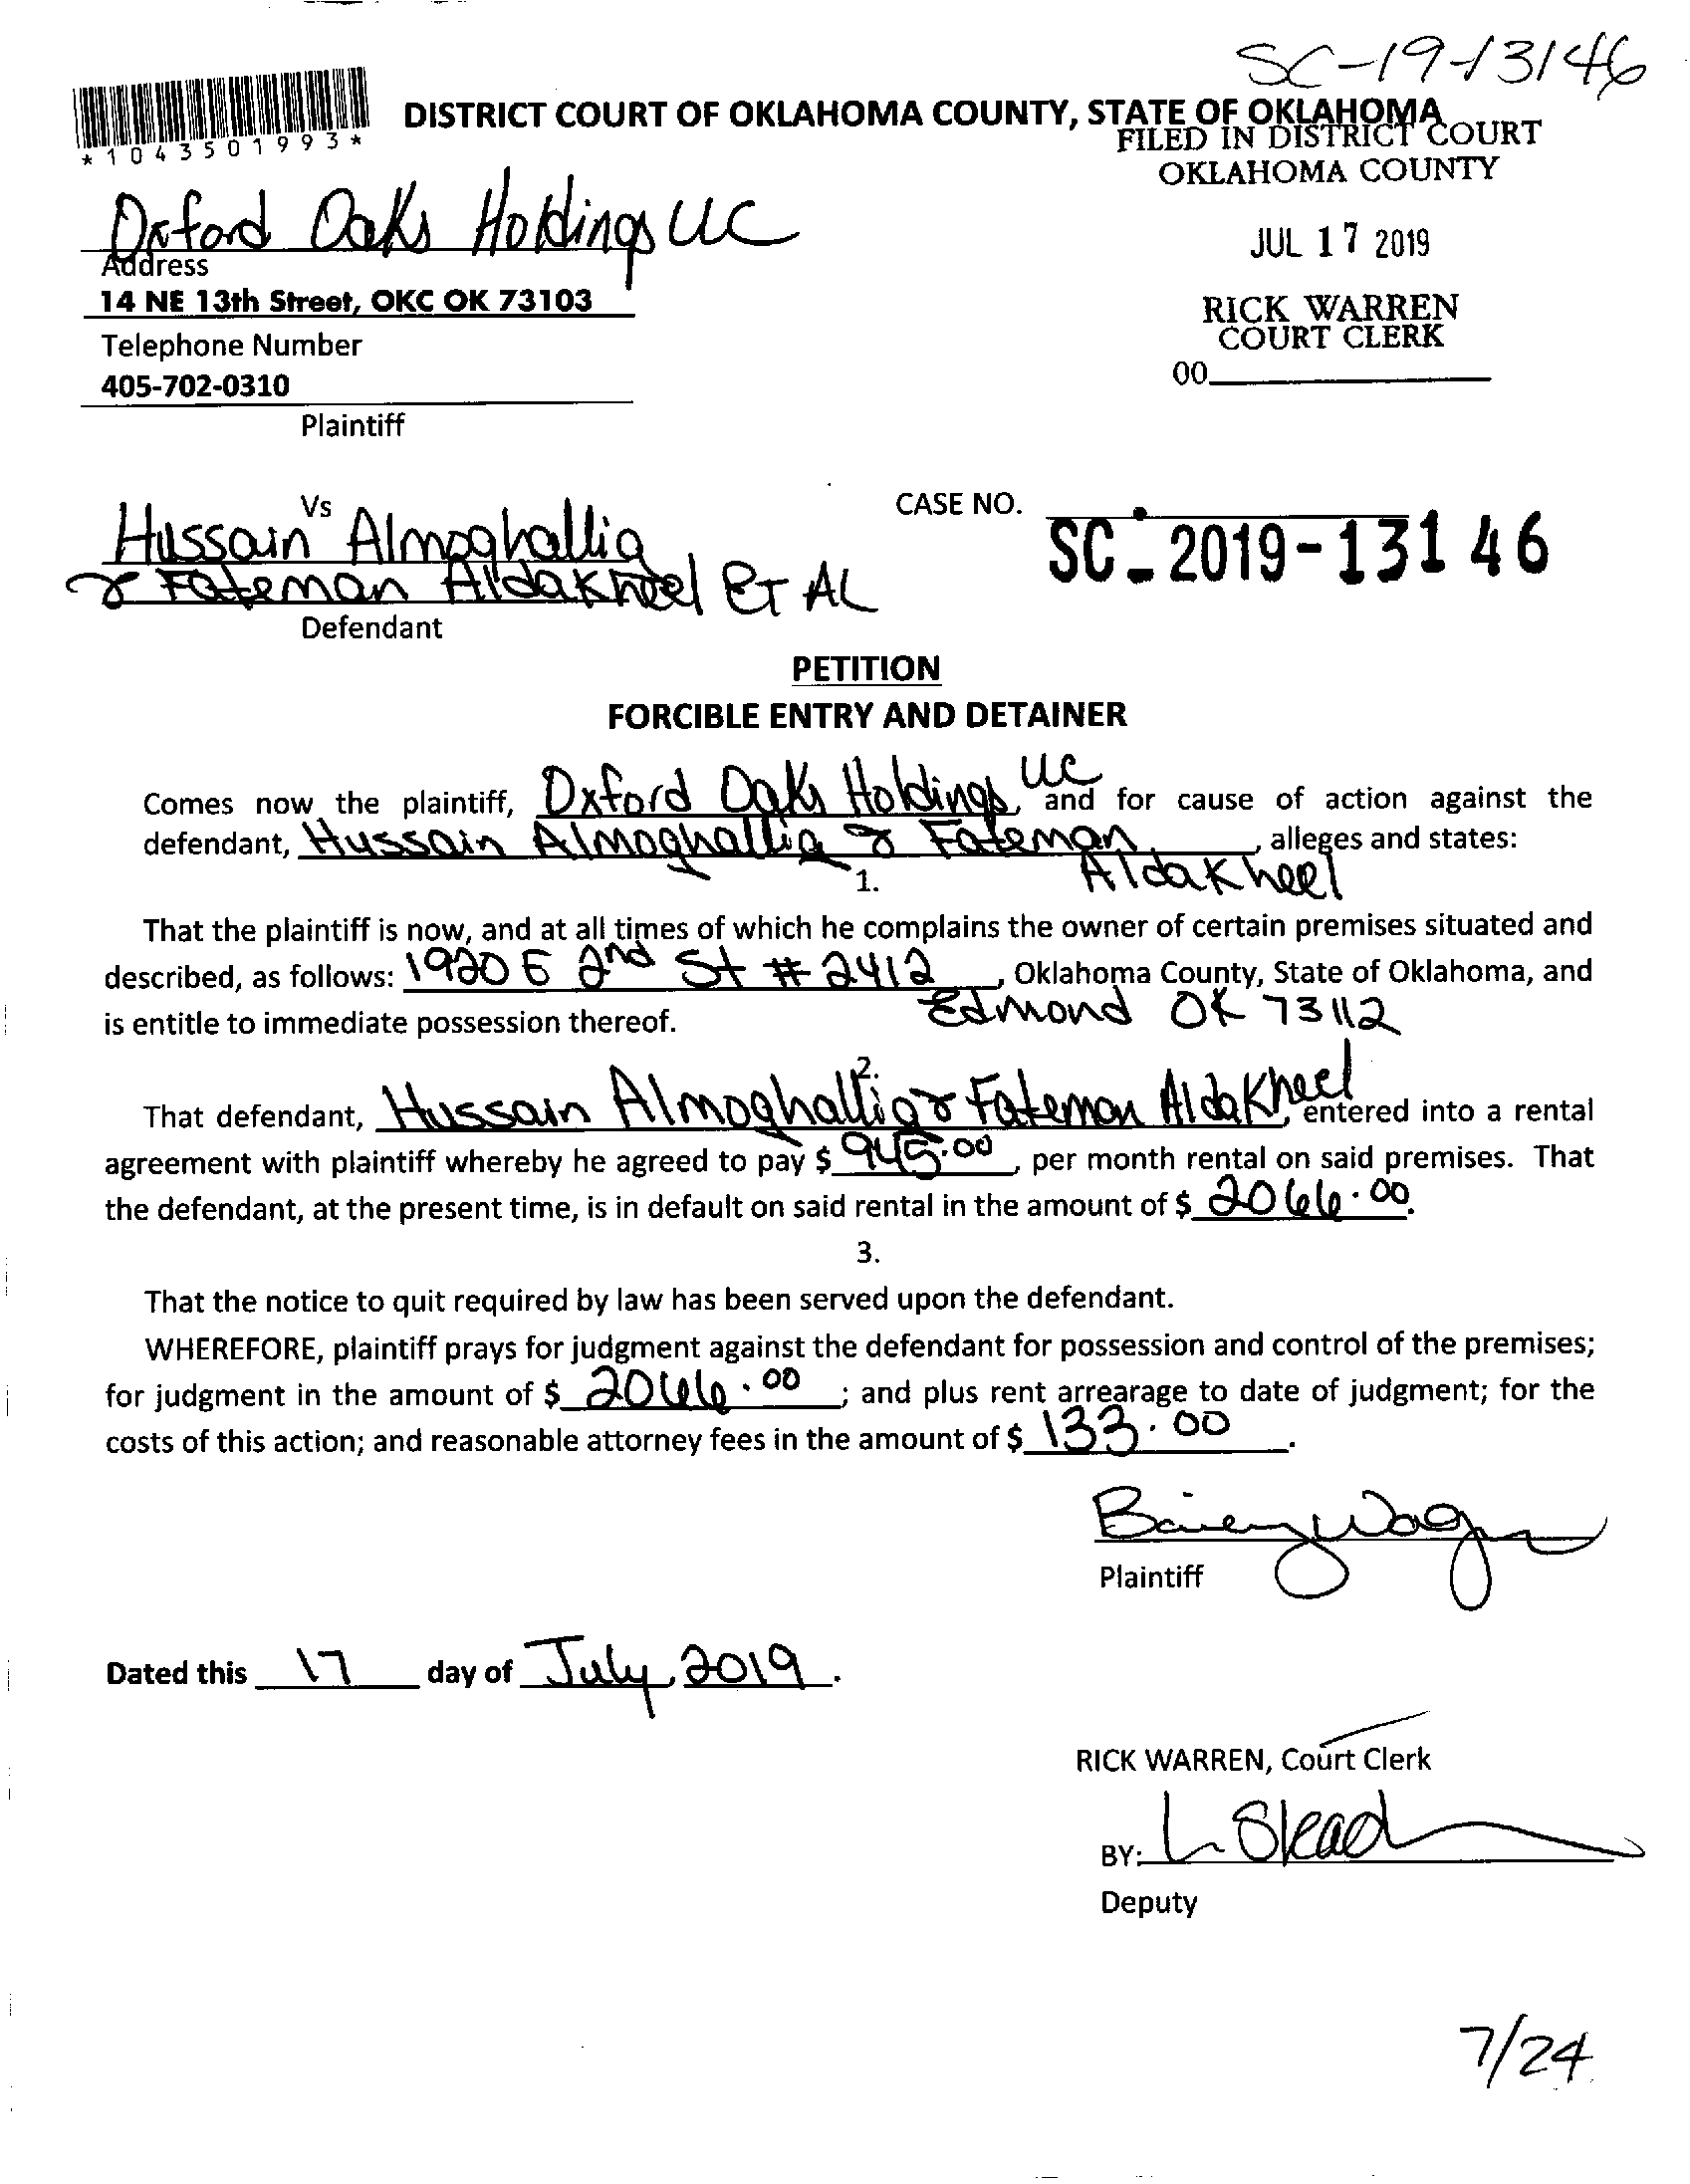 SC-19-13146
*1043501993*
DISTRICT COURT OF OKLAHOMA COUNTY, STATE OF OKLAHOMA
FILED IN DISTRICT COURT
OKLAHOMA COUNTY
Oxford Oaks Holdings LLC
JUL 17 2019
Address
14 NE 13th Street, OKC OK 73103
RICK WARREN
COURT CLERK
Telephone Number
00
405-702-0310
Plaintiff
Vs
CASE NO. SC-2019-13146
Hussain Almoghallig
& Fateman Aldakheel ET AL
Defendant
PETITION
FORCIBLE ENTRY AND DETAINER
Comes now the plaintiff, Oxford Oaks Holdings, LLC and for cause of action against the
defendant, Hussain Almoghallig & Fateman Aldakheel, alleges and states:
1.
That the plaintiff is now, and at all times of which he complains the owner of certain premises situated and
described, as follows: 1920 E 2nd St # 2412, Oklahoma County, State of Oklahoma, and
Edmond OK 73112
is entitle to immediate possession thereof.
2.
That defendant, Hussain Almoghallig & Fateman Aldakheel, entered into a rental
agreement with plaintiff whereby he agreed to pay $ 945.00, per month rental on said premises. That
the defendant, at the present time, is in default on said rental in the amount of $ 2066.00.
3.
That the notice to quit required by law has been served upon the defendant.
WHEREFORE, plaintiff prays for judgment against the defendant for possession and control of the premises;
for judgment in the amount of $ 2066.00; and plus rent arrearage to date of judgment; for the
costs of this action; and reasonable attorney fees in the amount of $ 133.00.
Plaintiff
Dated this 17 day of July, 2019.
RICK WARREN, Court Clerk
BY:
Deputy
7/24